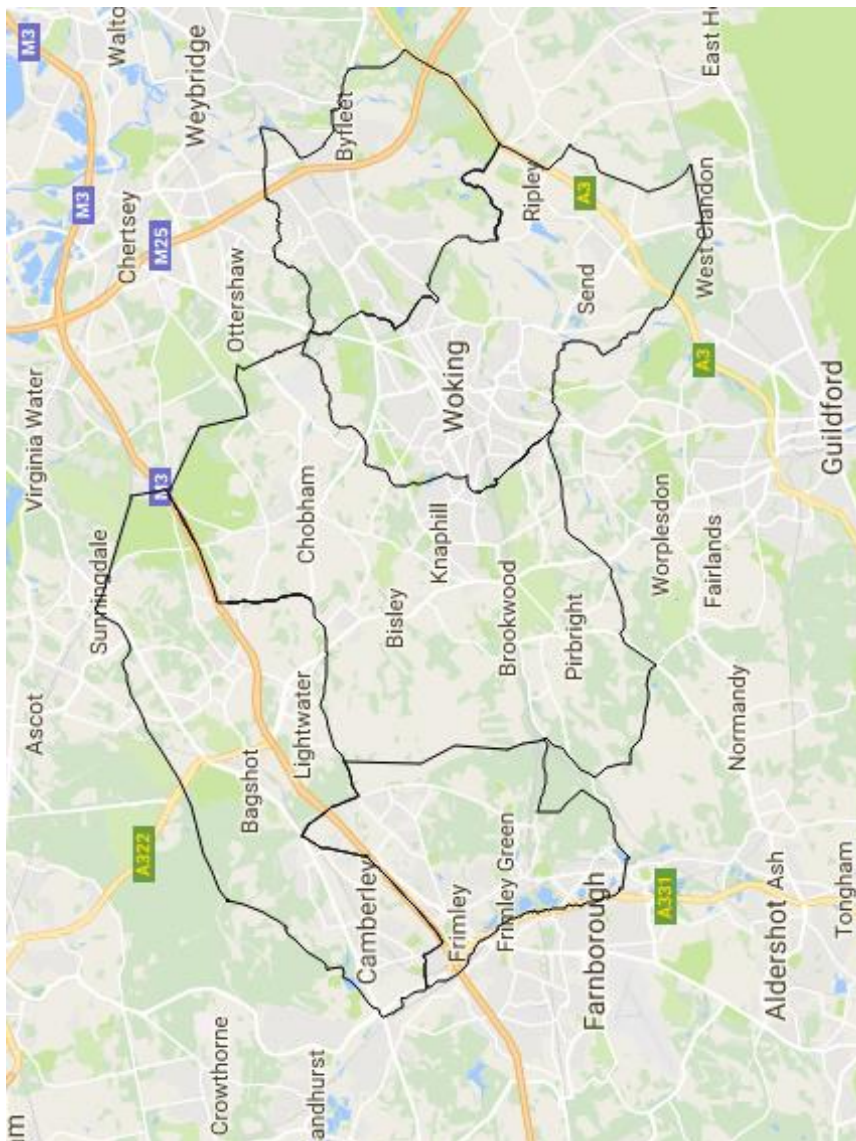 m
Ascot
Virginia Water
M3
Sunningdale
M3
Walto
Chertsey
A322
M3
M25
Weybridge
Crowthorne
Ottershaw
Bagshot
Lightwater
Chobham
andhurst
Byfleet
Camberley
Bisley
Knaphill
Woking
Frimley
Frimley Green
Brookwood
Ripley
Pirbright
Send
A3
Farnborough
Worplesdon
A331
A3
West Clandon
East Ho
Fairlands
Normandy
Aldershot
Ash
Guildford
Tongham